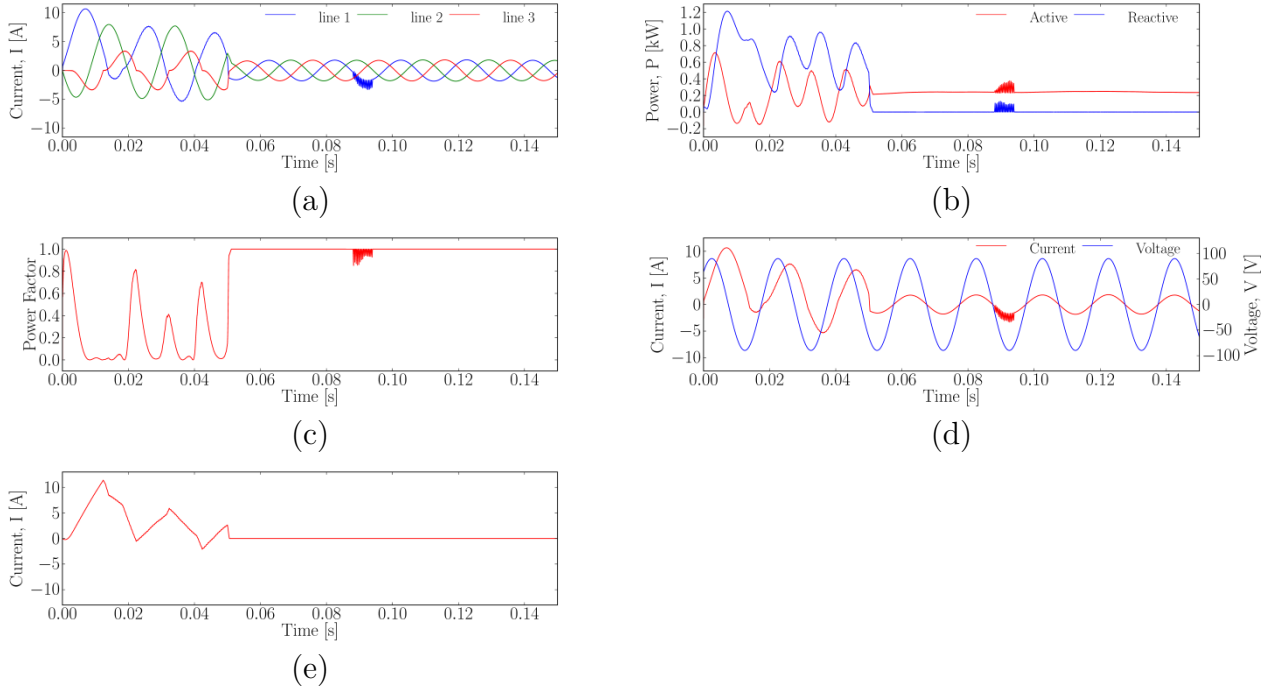 line 1 line 2 line 3
Current, I [A]
10
5
0
−5
−10
0.00 0.02 0.04 0.06 0.08 0.10 0.12 0.14
Time [s]
(a)
Active Reactive
Power, P [kW]
1.2
1.0
0.8
0.6
0.4
0.2
0.0
−0.2
0.00 0.02 0.04 0.06 0.08 0.10 0.12 0.14
Time [s]
(b)
Power Factor
1.0
0.8
0.6
0.4
0.2
0.0
0.00 0.02 0.04 0.06 0.08 0.10 0.12 0.14
Time [s]
(c)
Current Voltage
Current, I [A]
10
5
0
−5
−10
Voltage, V [V]
100
50
0
−50
−100
0.00 0.02 0.04 0.06 0.08 0.10 0.12 0.14
Time [s]
(d)
Current, I [A]
10
5
0
−5
−10
0.00 0.02 0.04 0.06 0.08 0.10 0.12 0.14
Time [s]
(e)